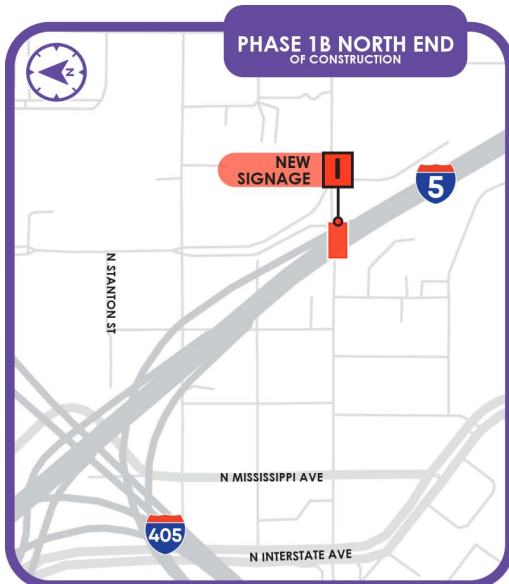 PHASE 1B NORTH END
OF CONSTRUCTION
N
NEW
SIGNAGE
I
5
N STANTON ST
N MISSISSIPPI AVE
405
N INTERSTATE AVE